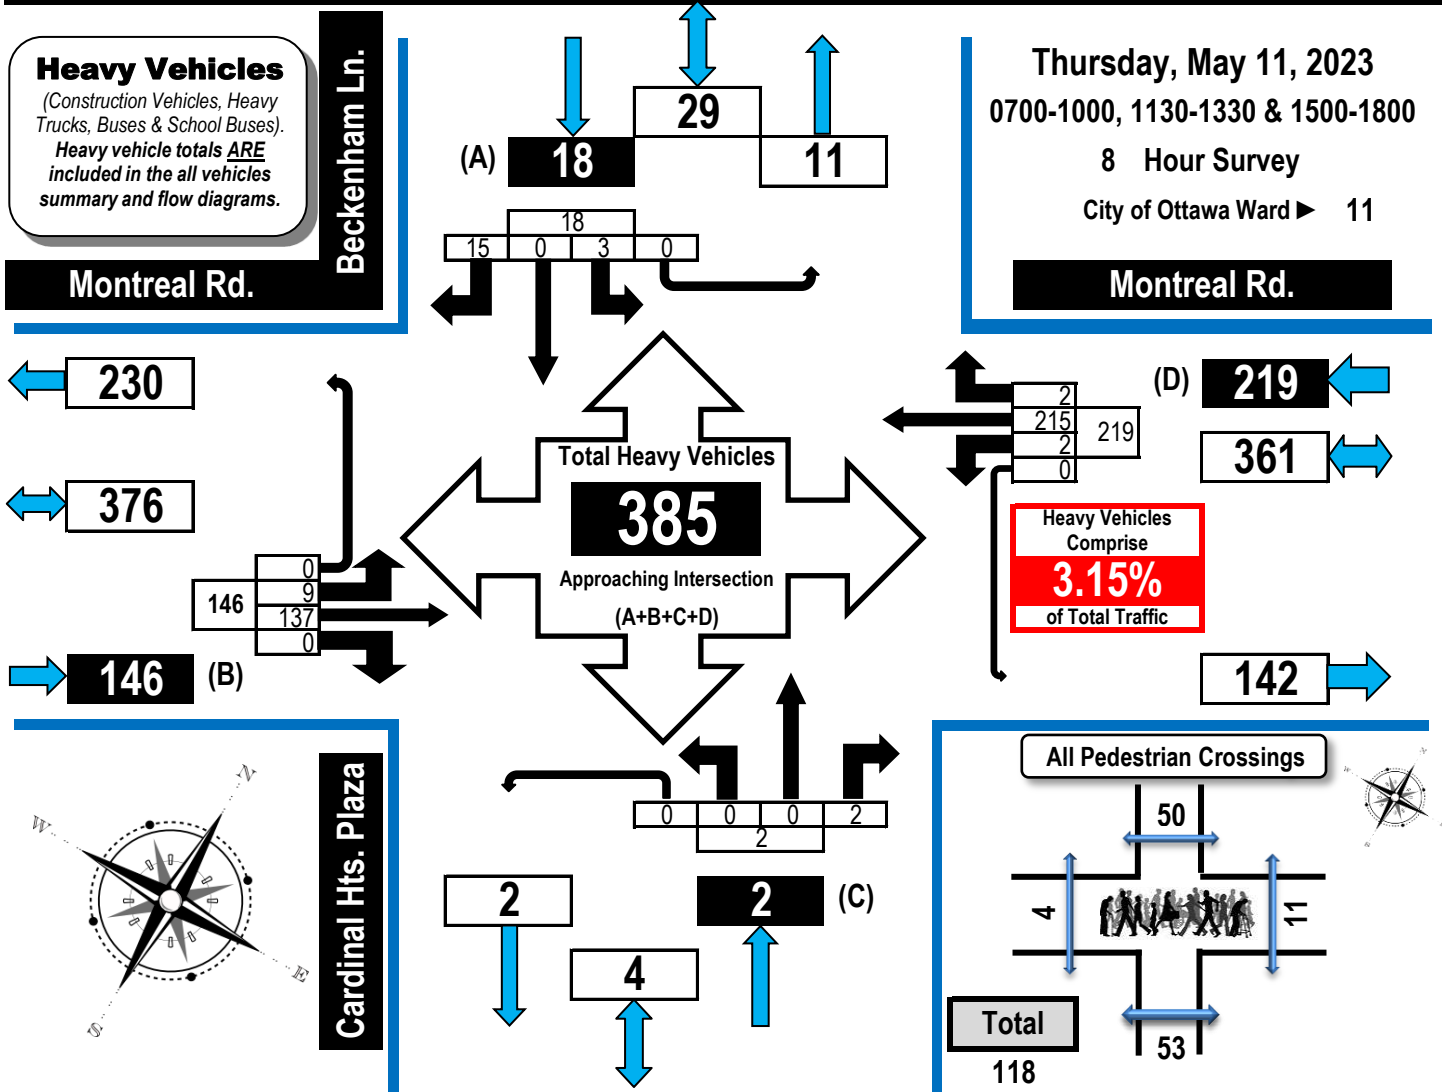 Heavy Vehicles
(Construction Vehicles, Heavy
Trucks, Buses & School Buses).
Heavy vehicle totals ARE
included in the all vehicles
summary and flow diagrams.
Beckenham Ln.
Montreal Rd.
29
(A) 18
11
18
15 0 3 0
Thursday, May 11, 2023
0700-1000, 1130-1330 & 1500-1800
8 Hour Survey
City of Ottawa Ward ► 11
Montreal Rd.
230
376
0
9
137
0
146
146 (B)
Total Heavy Vehicles
385
Approaching Intersection
(A+B+C+D)
2
215
2
0
219
(D) 219
361
Heavy Vehicles
Comprise
3.15%
of Total Traffic
142
Cardinal Hts. Plaza
N
W
E
S
0 0 0 2
2
2
2 (C)
4
All Pedestrian Crossings
50
4
11
53
Total
118